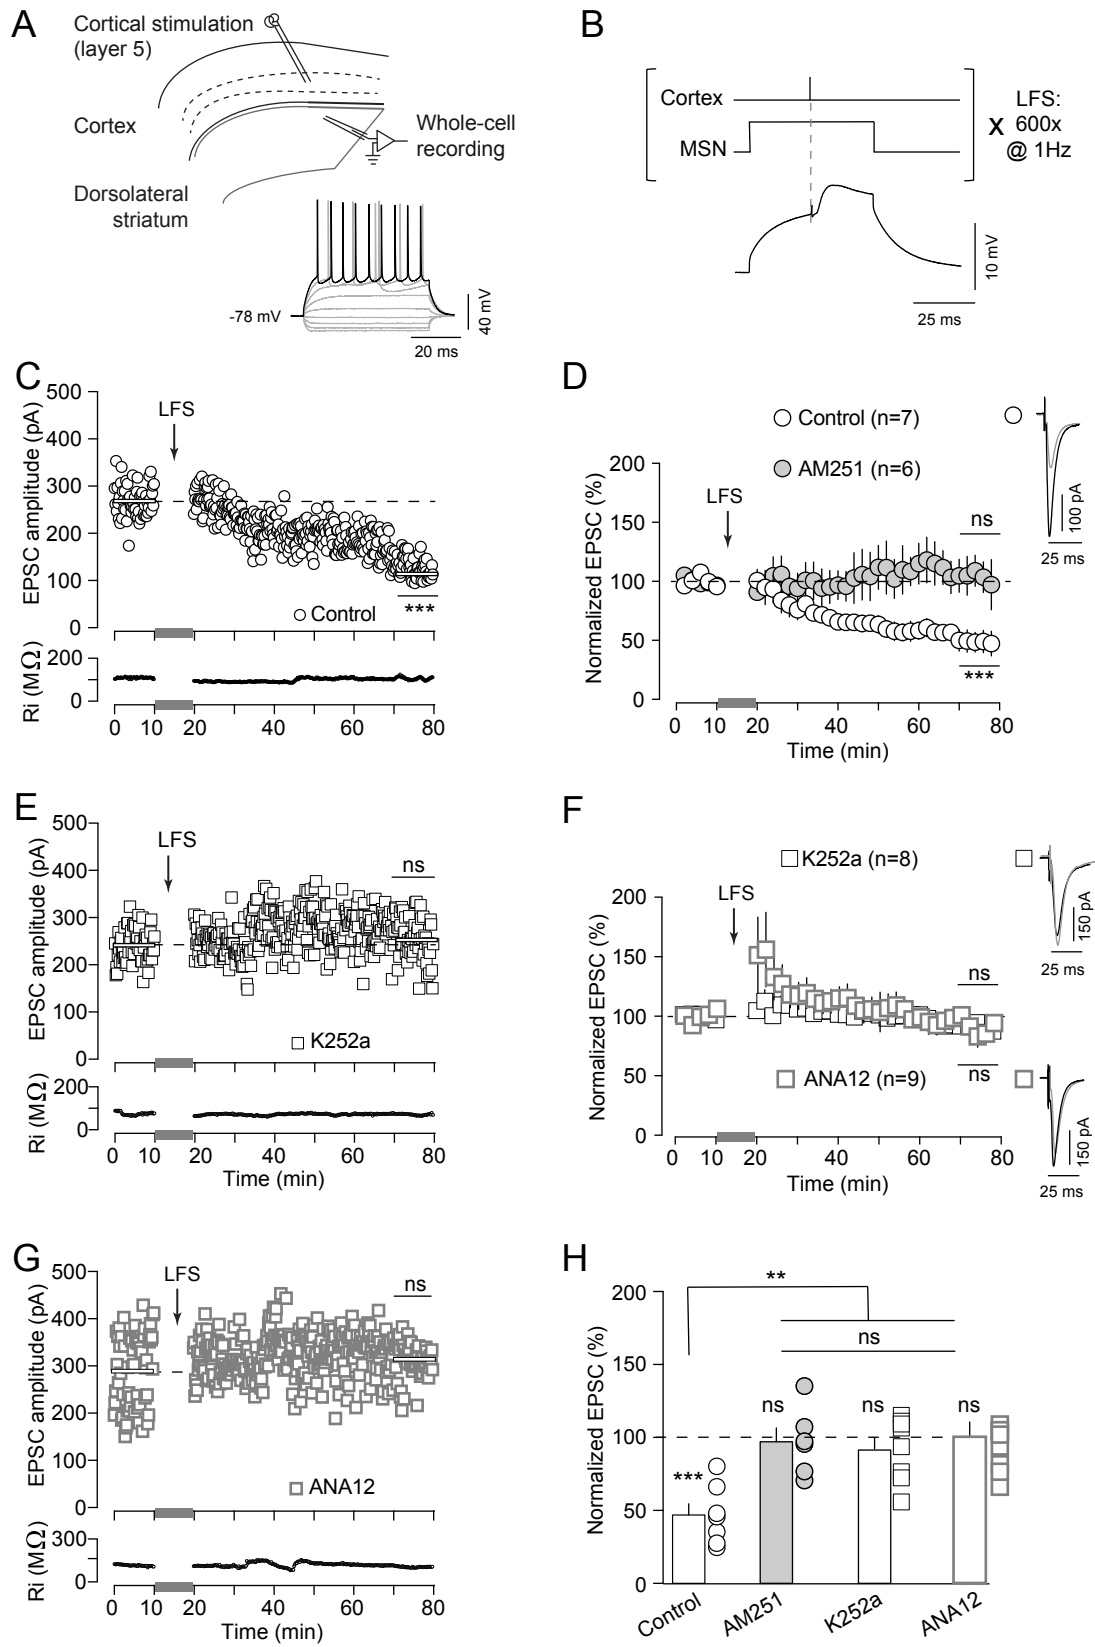 A
Cortical stimulation
(layer 5)
Cortex
Whole-cell
recording
Dorsolateral
striatum
-78 mV
40 mV
20 ms
B
Cortex
MSN
x
LFS:
600x
@ 1Hz
10 mV
25 ms
C
EPSC amplitude (pA)
500
400
300
200
100
0
LFS
Control
***
Ri (MΩ)
200
0
0 10 20 40 60 80
D
Control (n=7)
AM251 (n=6)
Normalized EPSC (%)
200
150
100
50
0
LFS
ns
***
0 10 20 40 60 80
Time (min)
100 pA
25 ms
E
EPSC amplitude (pA)
500
400
300
200
100
0
LFS
ns
K252a
Ri (MΩ)
200
0
0 10 20 40 60 80
Time (min)
F
K252a (n=8)
Normalized EPSC (%)
200
150
100
50
0
LFS
ns
ANA12 (n=9)
ns
0 10 20 40 60 80
Time (min)
150 pA
25 ms
150 pA
25 ms
G
EPSC amplitude (pA)
500
400
300
200
100
0
LFS
ns
ANA12
Ri (MΩ)
300
0
0 10 20 40 60 80
Time (min)
H
Normalized EPSC (%)
200
150
100
50
0
**
ns
ns ns ns
***
Control AM251 K252a ANA12